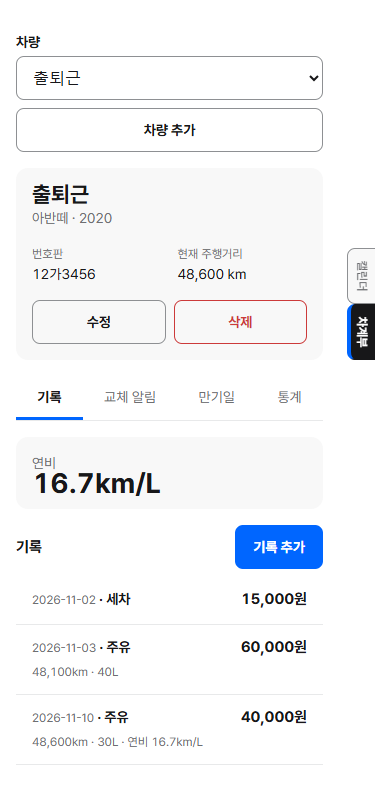 차량
출퇴근
차량 추가
출퇴근
아반떼 · 2020
번호판
현재 주행거리
12가3456
48,600 km
수정
삭제
캘린더
차계부
기록
교체 알림
만기일
통계
연비
16.7km/L
기록
기록 추가
2026-11-02 · 세차
15,000원
2026-11-03 · 주유
60,000원
48,100km · 40L
2026-11-10 · 주유
40,000원
48,600km · 30L · 연비 16.7km/L